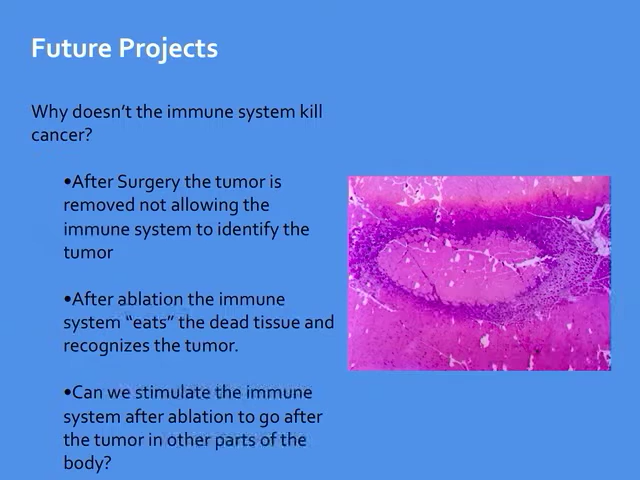 Future Projects
Why doesn't the immune system kill
cancer?
•After Surgery the tumor is
removed not allowing the
immune system to identify the
tumor
•After ablation the immune
system “eats” the dead tissue and
recognizes the tumor.
•Can we stimulate the immune
system after ablation to go after
the tumor in other parts of the
body?